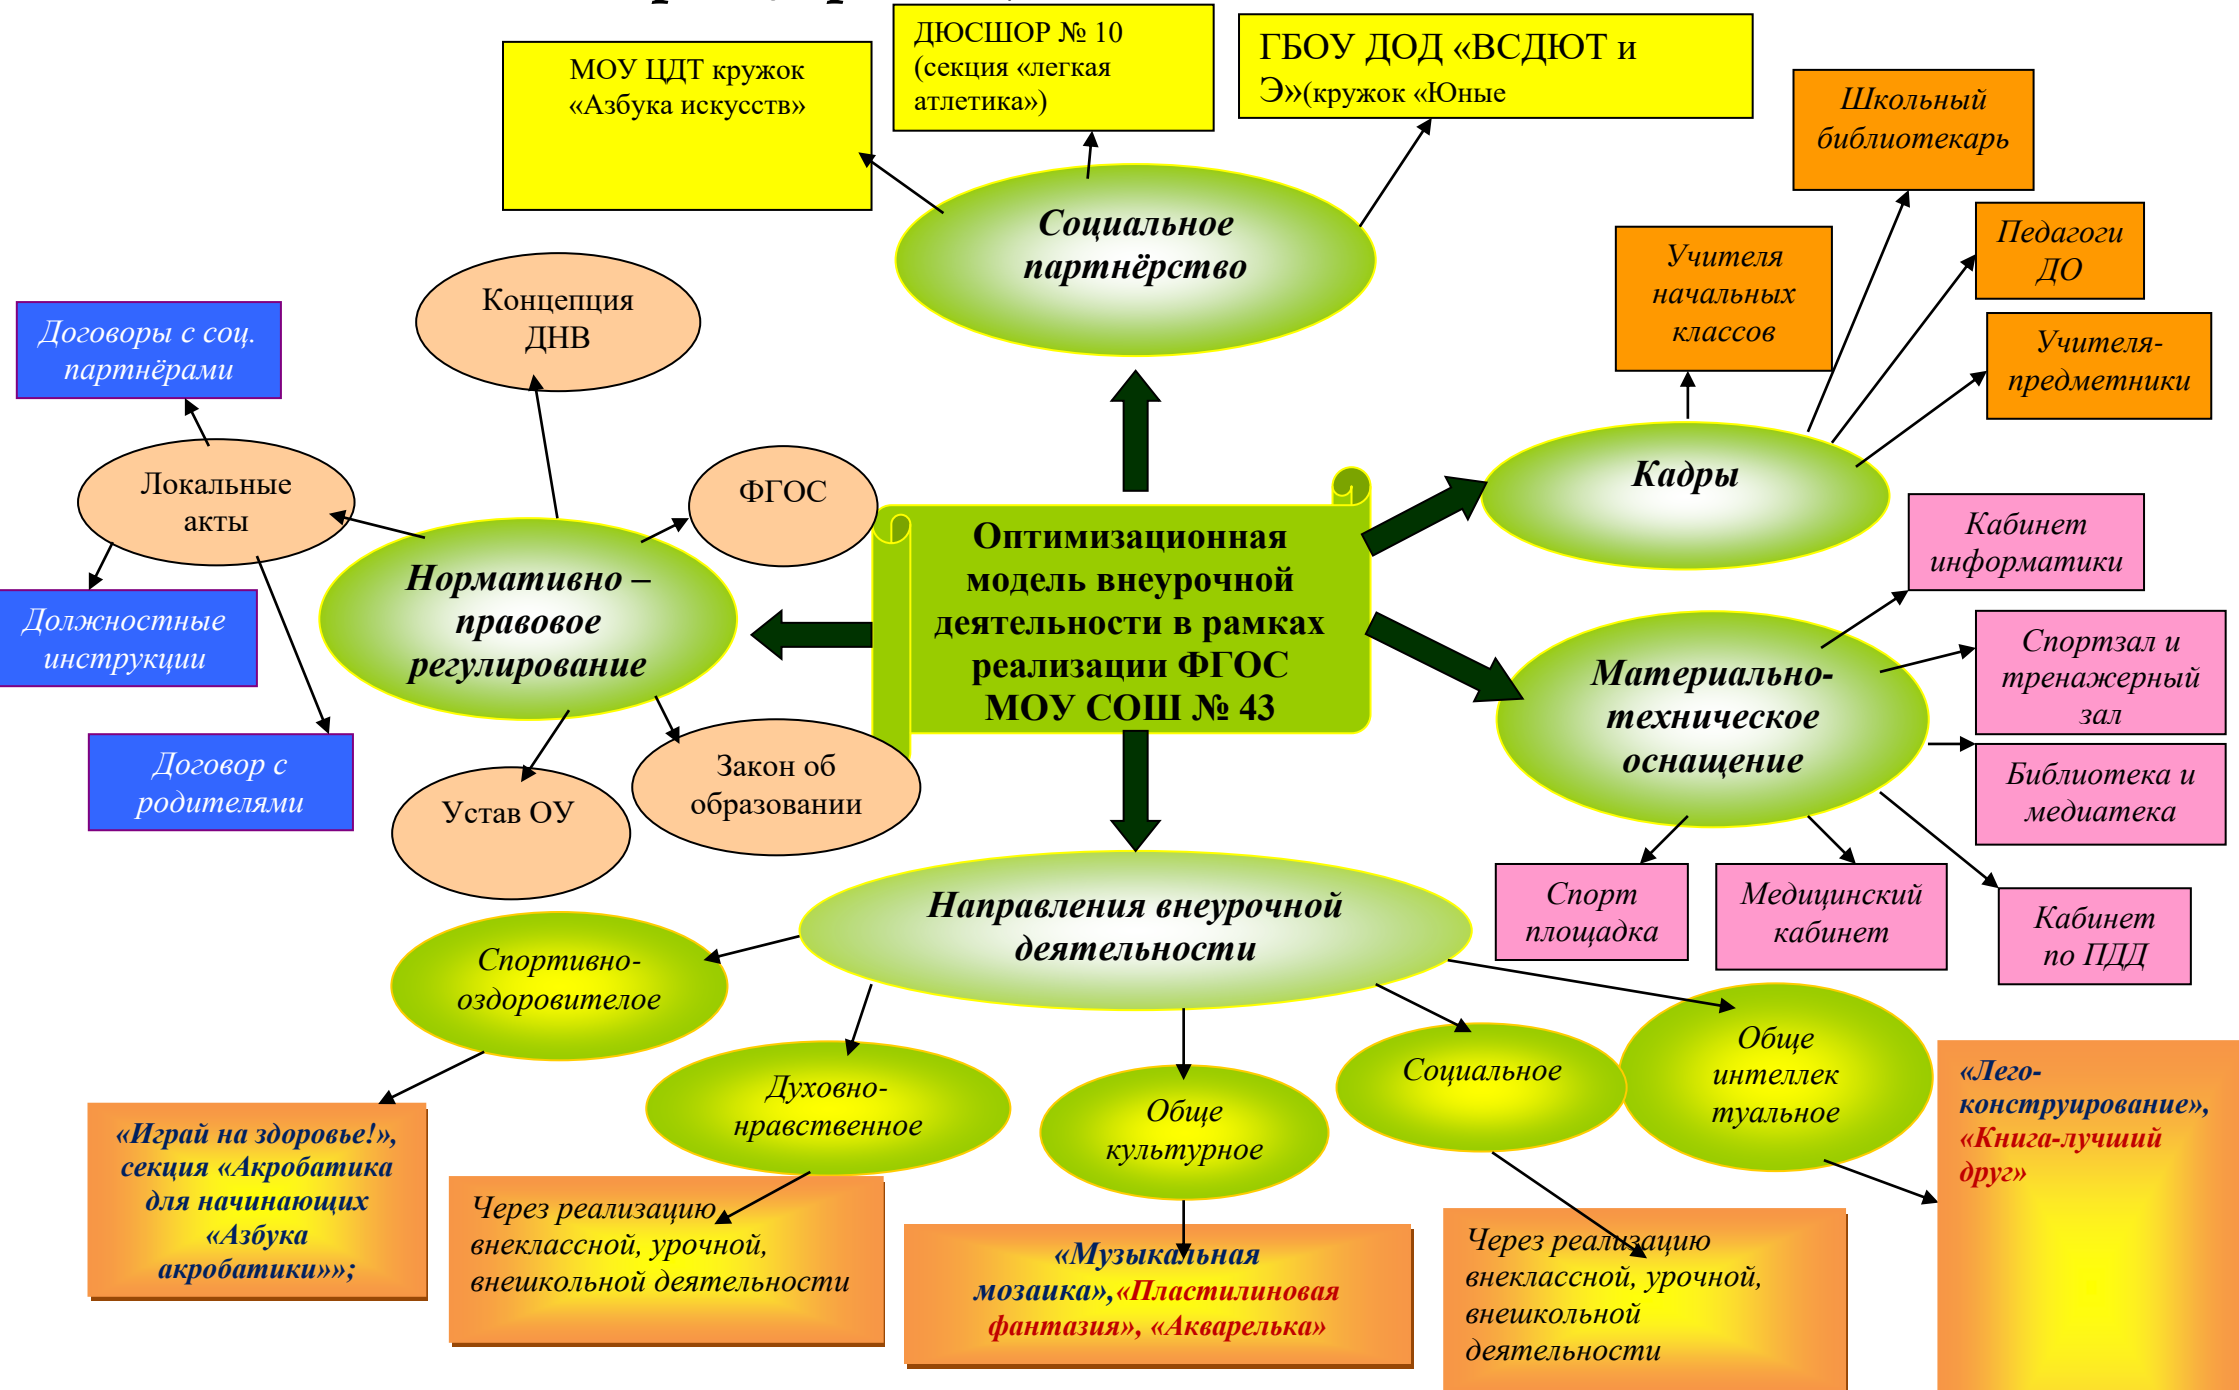 МОУ ЦДТ кружок
«Азбука искусств»
ДЮСШОР № 10
(секция «легкая
атлетика»)
ГБОУ ДОД «ВСДЮТ и
Э»(кружок «Юные
Школьный
библиотекарь
Социальное
партнёрство
Учителя
начальных
классов
Педагоги
ДО
Учителя-
предметники
Концепция
ДНВ
Договоры с соц.
партнёрами
Локальные
акты
ФГОС
Кадры
Нормативно –
правовое
регулирование
Оптимизационная
модель внеурочной
деятельности в рамках
реализации ФГОС
МОУ СОШ № 43
Кабинет
информатики
Должностные
инструкции
Материально-
техническое
оснащение
Спортзал и
тренажерный
зал
Договор с
родителями
Устав ОУ
Закон об
образовании
Библиотека и
медиатека
Спорт
площадка
Медицинский
кабинет
Кабинет
по ПДД
Направления внеурочной
деятельности
Спортивно-
оздоровителое
Духовно-
нравственное
Обще
культурное
Социальное
Обще
интеллек
туальное
«Играй на здоровье!»,
секция «Акробатика
для начинающих
«Азбука
акробатики»»;
Через реализацию
внеклассной, урочной,
внешкольной деятельности
«Музыкальная
мозаика»,«Пластилиновая
фантазия», «Акварелька»
Через реализацию
внеклассной, урочной,
внешкольной
деятельности
«Лего-
конструирование»,
«Книга-лучший
друг»